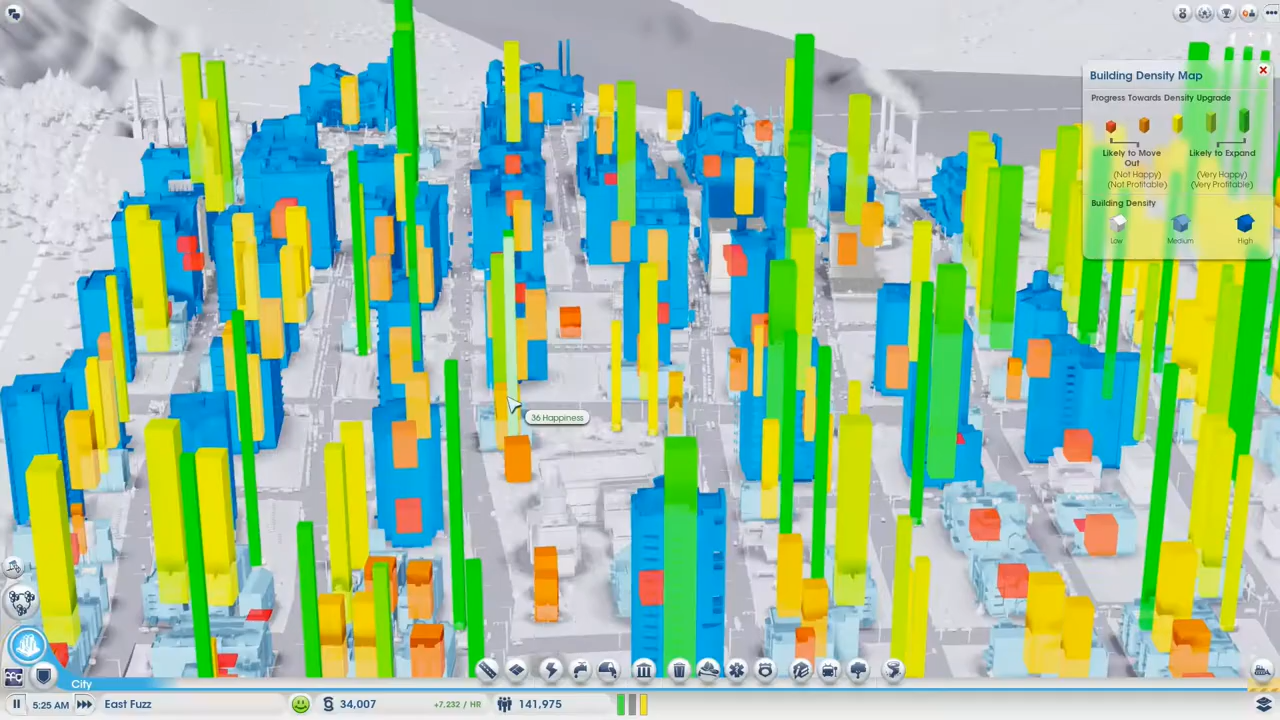 Building Density Map
Progress Towards Density Upgrade
Likely to Move Out
(Not Happy)
(Not Profitable)
Likely to Expand
(Very Happy)
(Very Profitable)
Building Density
Low
Medium
High
36 Happiness
City
5:25 AM
East Fuzz
34,007
+7,232 / HR
141,975